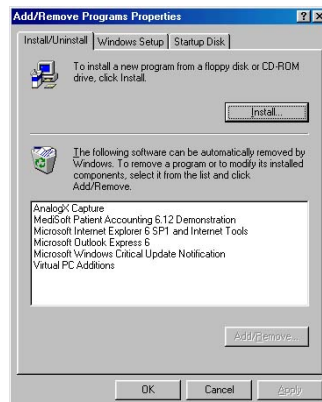 Add/Remove Programs Properties
Install/Uninstall Windows Setup Startup Disk
To install a new program from a floppy disk or CD-ROM
drive, click Install.
Install...
The following software can be automatically removed by
Windows. To remove a program or to modify its installed
components, select it from the list and click
Add/Remove.
AnalogX Capture
MediSoft Patient Accounting 6.12 Demonstration
Microsoft Internet Explorer 6 SP1 and Internet Tools
Microsoft Outlook Express 6
Microsoft Windows Critical Update Notification
Virtual PC Additions
Add/Remove...
OK Cancel Apply